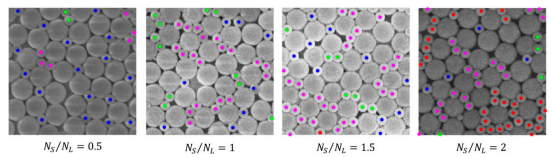 N_S/N_L = 0.5
N_S/N_L = 1
N_S/N_L = 1.5
N_S/N_L = 2